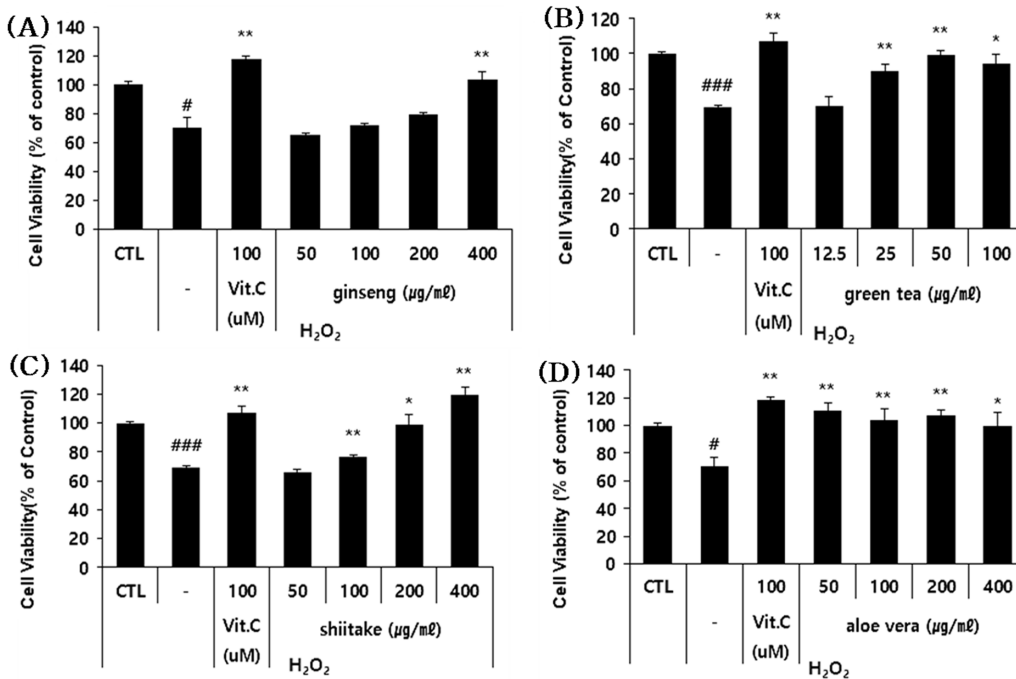 (A)
Cell Viability (% of control)
140
120
100
80
60
40
20
0
#
**
**
CTL - 100 50 100 200 400
Vit.C
(uM)
ginseng (μg/㎖)
H₂O₂
(B)
Cell Viability(% of Control)
120
100
80
60
40
20
0
###
**
**
**
*
CTL - 100 12.5 25 50 100
Vit.C
(uM)
green tea (μg/㎖)
H₂O₂
(C)
Cell Viability(% of Control)
140
120
100
80
60
40
20
0
###
**
**
*
**
CTL - 100 50 100 200 400
Vit.C
(uM)
shiitake (μg/㎖)
H₂O₂
(D)
Cell Viability (% of control)
140
120
100
80
60
40
20
0
#
**
**
**
**
*
CTL - 100 50 100 200 400
Vit.C
(uM)
aloe vera (μg/㎖)
H₂O₂